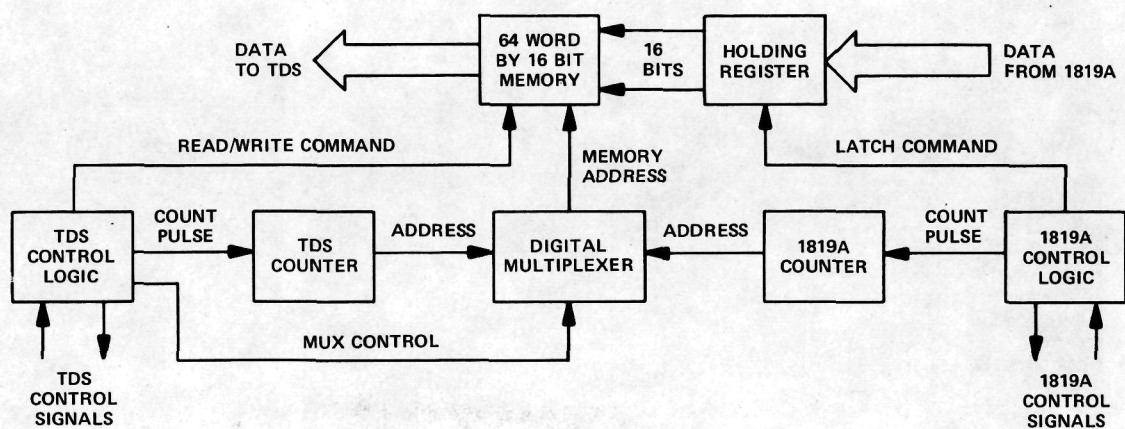 DATA
TO TDS
64 WORD
BY 16 BIT
MEMORY
16
BITS
HOLDING
REGISTER
DATA
FROM 1819A
READ/WRITE COMMAND
MEMORY
ADDRESS
LATCH COMMAND
TDS
CONTROL
LOGIC
COUNT
PULSE
TDS
COUNTER
ADDRESS
DIGITAL
MULTIPLEXER
ADDRESS
1819A
COUNTER
COUNT
PULSE
1819A
CONTROL
LOGIC
MUX CONTROL
TDS
CONTROL
SIGNALS
1819A
CONTROL
SIGNALS